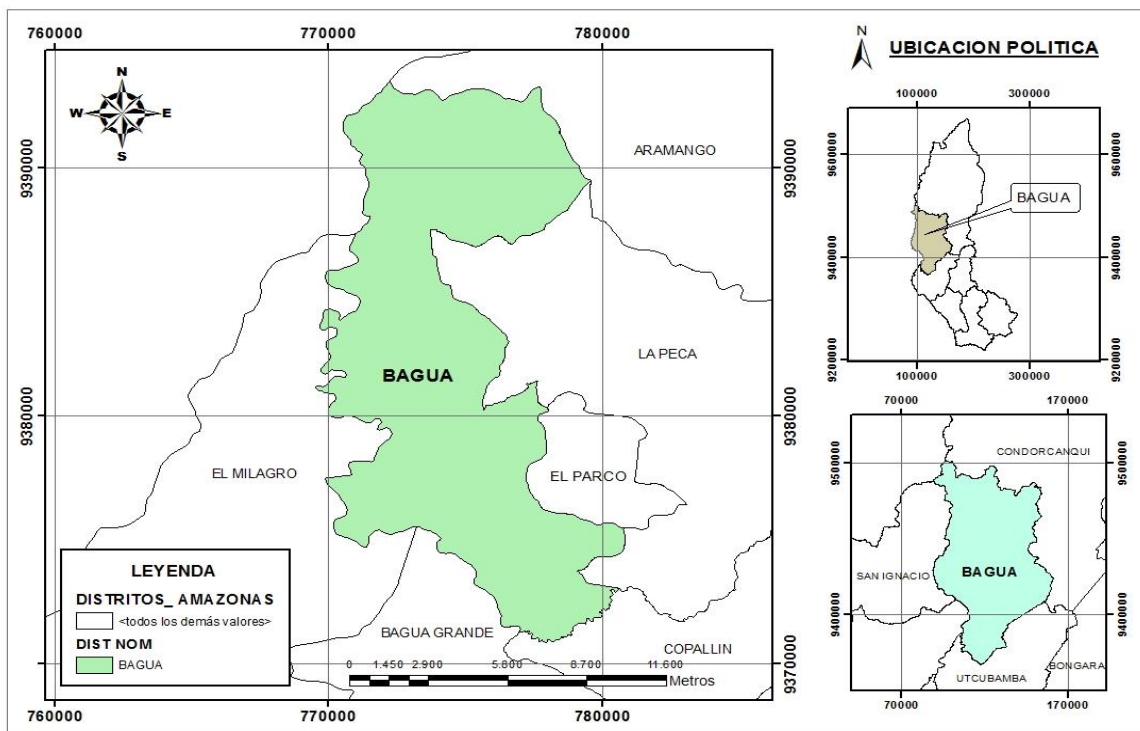 760000 770000 780000
N
W E
S
ARAMANGO
9390000 9390000
LA PECA
BAGUA
9380000 9380000
EL MILAGRO
EL PARCO
LEYENDA
DISTRITOS_ AMAZONAS
<todos los demás valores>
DIST NOM
BAGUA
BAGUA GRANDE
COPALLIN
0 1.450 2.900 5.800 8.700 11.600
Metros
9370000 9370000
760000 770000 780000
N
UBICACION POLITICA
100000 300000
9600000 9600000
BAGUA
9400000 9400000
9200000 9200000
100000 300000
70000 170000
CONDORCANQUI
9500000 9500000
SAN IGNACIO
BAGUA
9400000 9400000
BONGARA
UTCUBAMBA
70000 170000